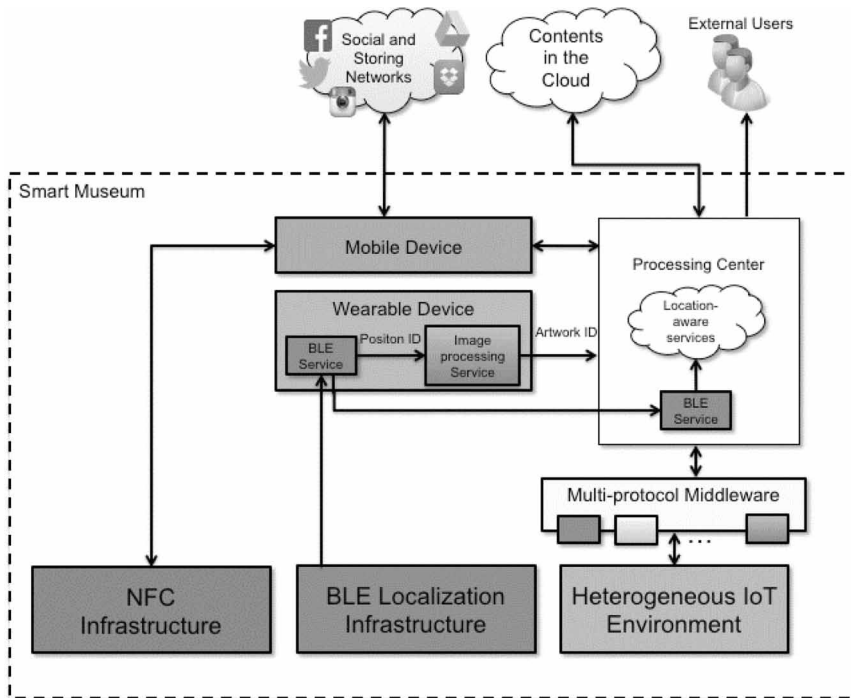 Social and
Storing
Networks
Contents
in the
Cloud
External Users
Smart Museum
Mobile Device
Processing Center
Wearable Device
Location-
aware
services
BLE
Service
Positon ID
Image
processing
Service
Artwork ID
BLE
Service
Multi-protocol Middleware
...
NFC
Infrastructure
BLE Localization
Infrastructure
Heterogeneous IoT
Environment